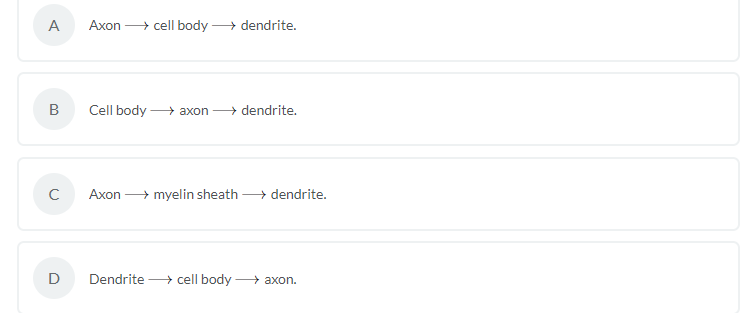 A Axon ⟶ cell body ⟶ dendrite.
B Cell body ⟶ axon ⟶ dendrite.
C Axon ⟶ myelin sheath ⟶ dendrite.
D Dendrite ⟶ cell body ⟶ axon.